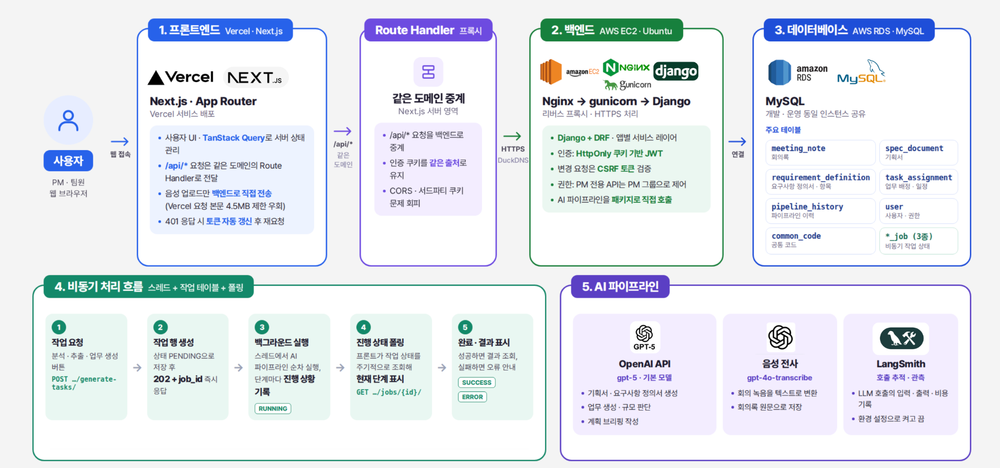 1. 프론트엔드 Vercel · Next.js
Vercel
NEXT.JS
Next.js · App Router
Vercel 서비스 배포
사용자 UI · TanStack Query로 서버 상태
관리
/api/* 요청은 같은 도메인의 Route
Handler로 전달
음성 업로드만 백엔드로 직접 전송
(Vercel 요청 본문 4.5MB 제한 우회)
401 응답 시 토큰 자동 갱신 후 재요청
사용자
PM · 팀원
웹 브라우저
웹 접속
/api/*
같은
도메인
Route Handler 프록시
같은 도메인 중계
Next.js 서버 영역
/api/* 요청을 백엔드로
중계
인증 쿠키를 같은 출처로
유지
CORS · 서드파티 쿠키
문제 회피
HTTPS
DuckDNS
2. 백엔드 AWS EC2 · Ubuntu
amazon EC2
NGINX
gunicorn
django
Nginx → gunicorn → Django
리버스 프록시 · HTTPS 처리
Django + DRF · 앱별 서비스 레이어
인증: HttpOnly 쿠키 기반 JWT
변경 요청은 CSRF 토큰 검증
권한: PM 전용 API는 PM 그룹으로 제어
AI 파이프라인을 패키지로 직접 호출
연결
3. 데이터베이스 AWS RDS · MySQL
amazon
RDS
MySQL
MySQL
개발 · 운영 동일 인스턴스 공유
주요 테이블
meeting_note
회의록
spec_document
기획서
requirement_definition
요구사항 정의서 · 항목
task_assignment
업무 배정 · 일정
pipeline_history
파이프라인 이력
user
사용자 · 권한
common_code
공통 코드
*_job (3종)
비동기 작업 상태
4. 비동기 처리 흐름 스레드 + 작업 테이블 + 폴링
1
작업 요청
분석 · 추출 · 업무 생성
버튼
POST …/generate-
tasks/
2
작업 행 생성
상태 PENDING으로
저장 후
202 + job_id 즉시
응답
3
백그라운드 실행
스레드에서 AI
파이프라인 순차 실행,
단계마다 진행 상황
기록
RUNNING
4
진행 상태 폴링
프론트가 작업 상태를
주기적으로 조회해
현재 단계 표시
GET …/jobs/{id}/
5
완료 · 결과 표시
성공하면 결과 조회,
실패하면 오류 안내
SUCCESS
ERROR
5. AI 파이프라인
GPT-5
OpenAI API
gpt-5 · 기본 모델
기획서 · 요구사항 정의서 생성
업무 생성 · 규모 판단
계획 브리핑 작성
음성 전사
gpt-4o-transcribe
회의 녹음을 텍스트로 변환
회의록 원문으로 저장
LangSmith
호출 추적 · 관측
LLM 호출의 입력 · 출력 · 비용
기록
환경 설정으로 켜고 끔